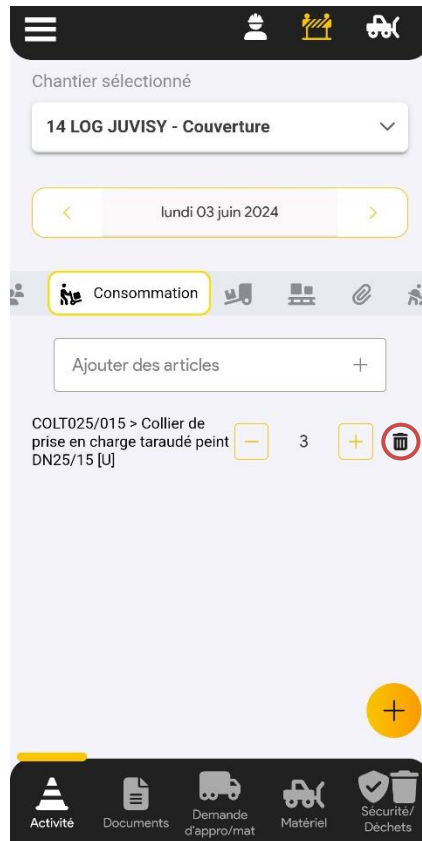 Chantier sélectionné
14 LOG JUVISY - Couverture
lundi 03 juin 2024
Consommation
Ajouter des articles +
COLT025/015 > Collier de
prise en charge taraudé peint
DN25/15 [U]
− 3 +
+
Activité
Documents
Demande
d'appro/mat
Matériel
Sécurité/
Déchets